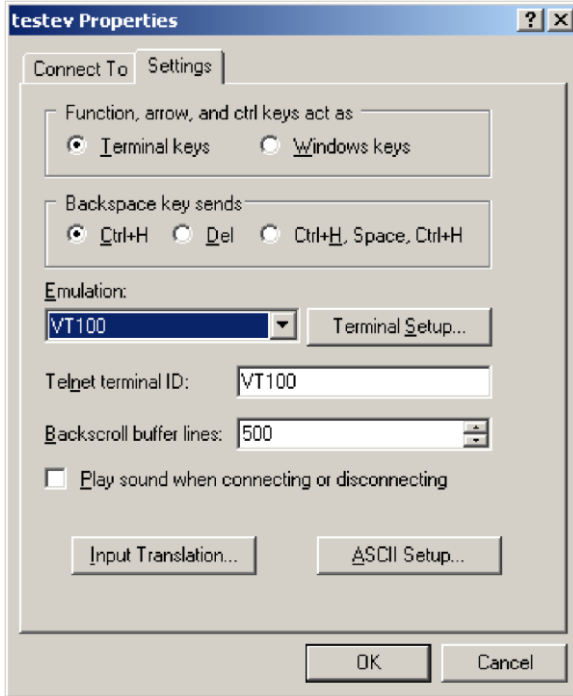 testev Properties
Connect To Settings
Function, arrow, and ctrl keys act as
Terminal keys Windows keys
Backspace key sends
Ctrl+H Del Ctrl+H, Space, Ctrl+H
Emulation:
VT100 Terminal Setup...
Telnet terminal ID: VT100
Backscroll buffer lines: 500
Play sound when connecting or disconnecting
Input Translation... ASCII Setup...
OK Cancel